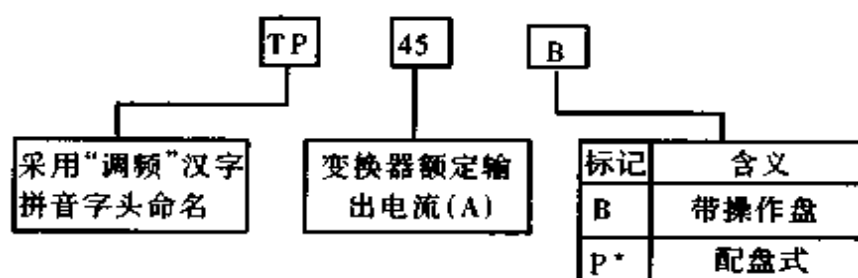 TP 45 B
采用“调频”汉字
拼音字头命名
变换器额定输
出电流(A)
标记 含义
B 带操作盘
P* 配盘式